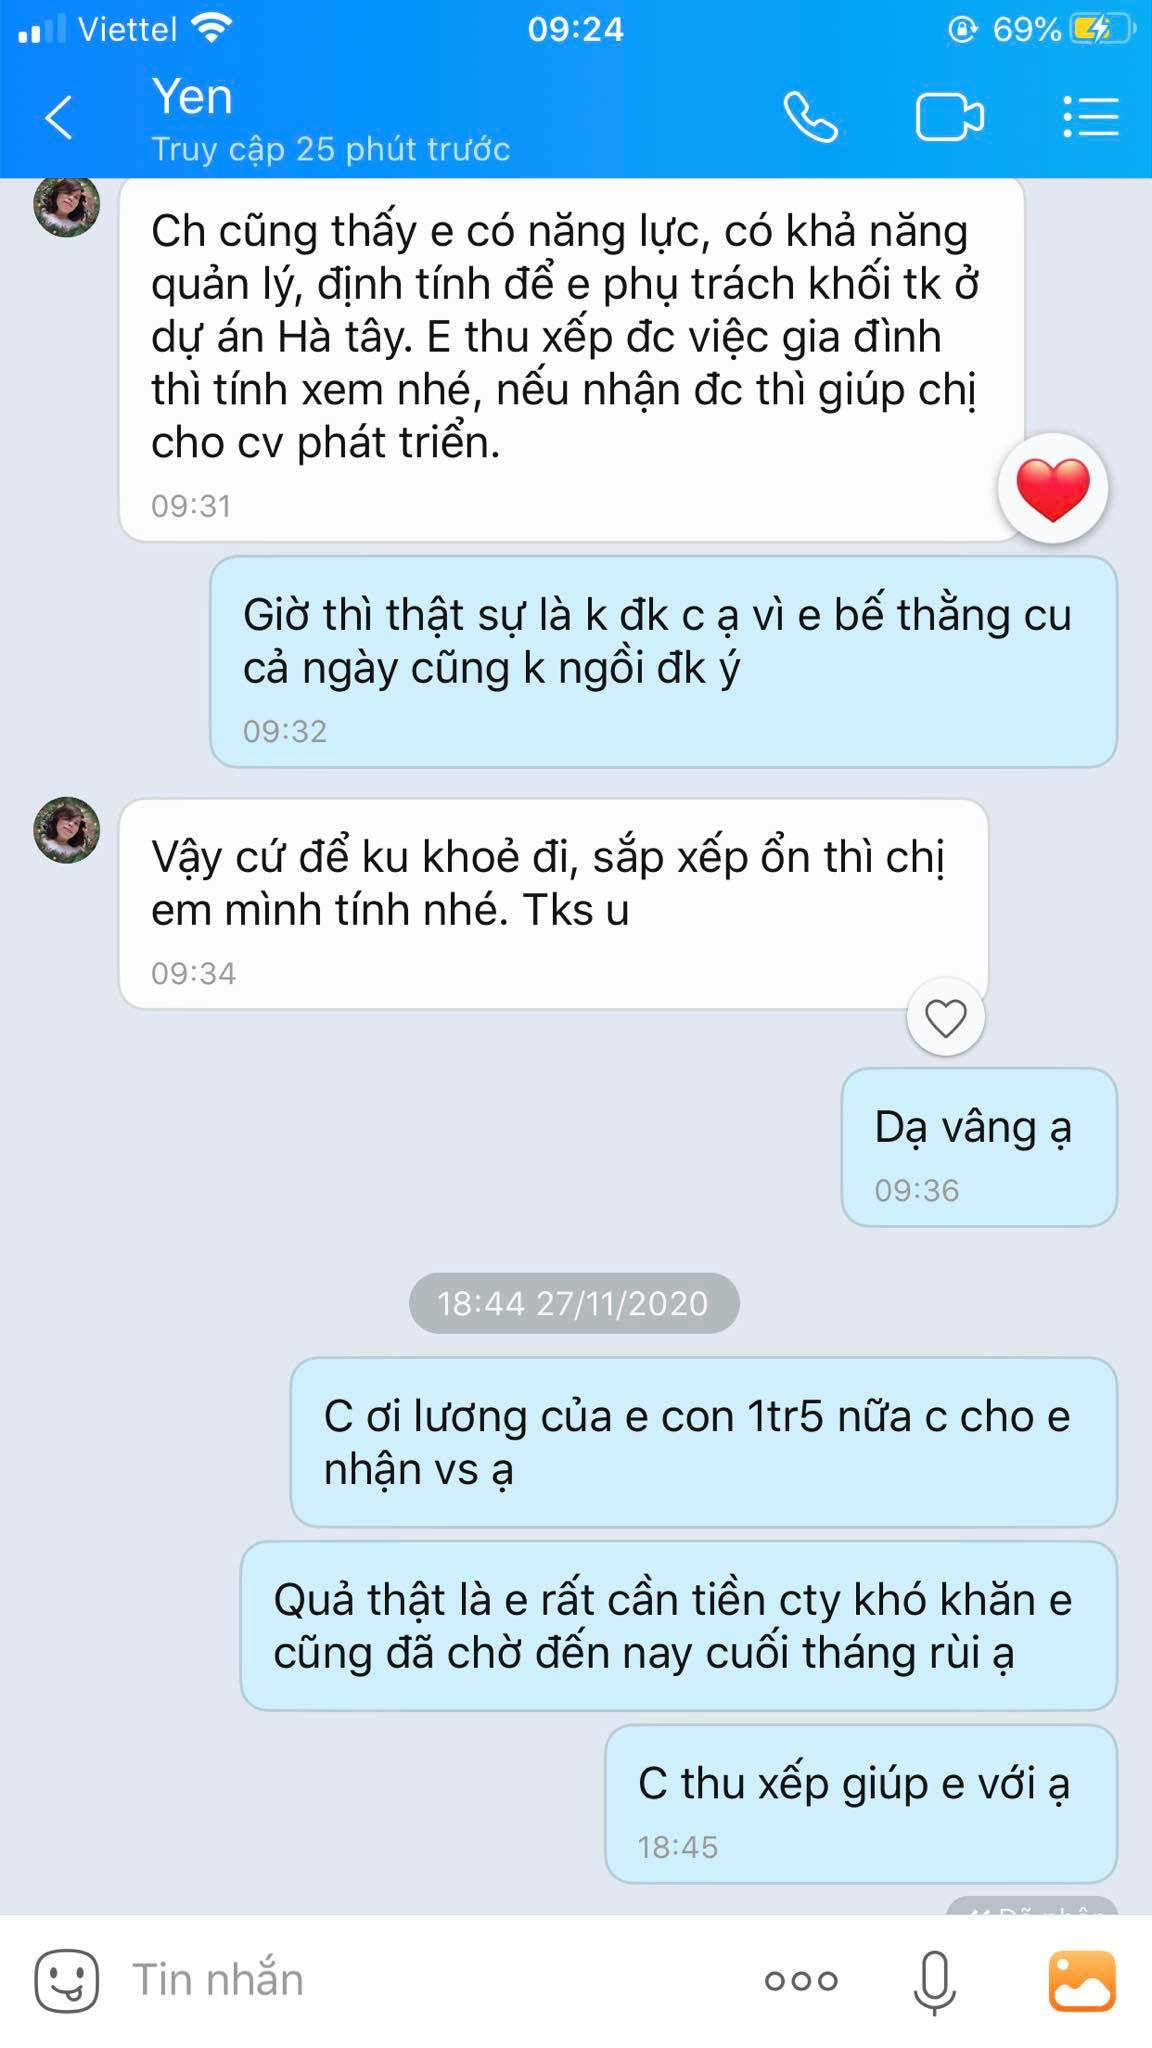 Viettel
09:24
69%
Yen
Truy cập 25 phút trước
Ch cũng thấy e có năng lực, có khả năng
quản lý, định tính để e phụ trách khối tk ở
dự án Hà tây. E thu xếp đc việc gia đình
thì tính xem nhé, nếu nhận đc thì giúp chị
cho cv phát triển.
09:31
Giờ thì thật sự là k đk c ạ vì e bế thằng cu
cả ngày cũng k ngồi đk ý
09:32
Vậy cứ để ku khoẻ đi, sắp xếp ổn thì chị
em mình tính nhé. Tks u
09:34
Dạ vâng ạ
09:36
18:44 27/11/2020
C ơi lương của e con 1tr5 nữa c cho e
nhận vs ạ
Quả thật là e rất cần tiền cty khó khăn e
cũng đã chờ đến nay cuối tháng rùi ạ
C thu xếp giúp e với ạ
18:45
Tin nhắn